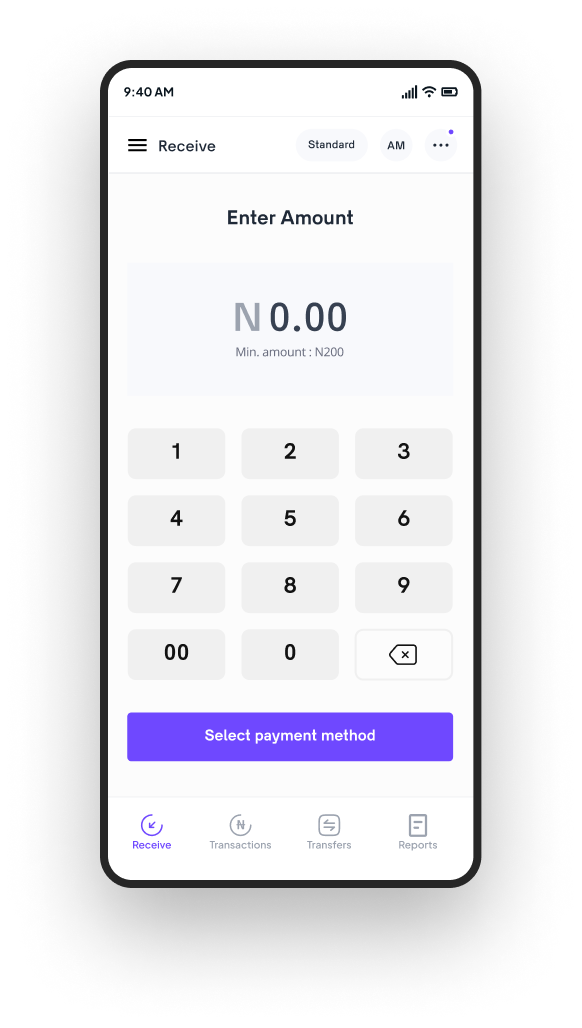 9:40 AM
Receive
Standard
AM
Enter Amount
N 0.00
Min. amount : N200
1 2 3
4 5 6
7 8 9
00 0
Select payment method
Receive Transactions Transfers Reports